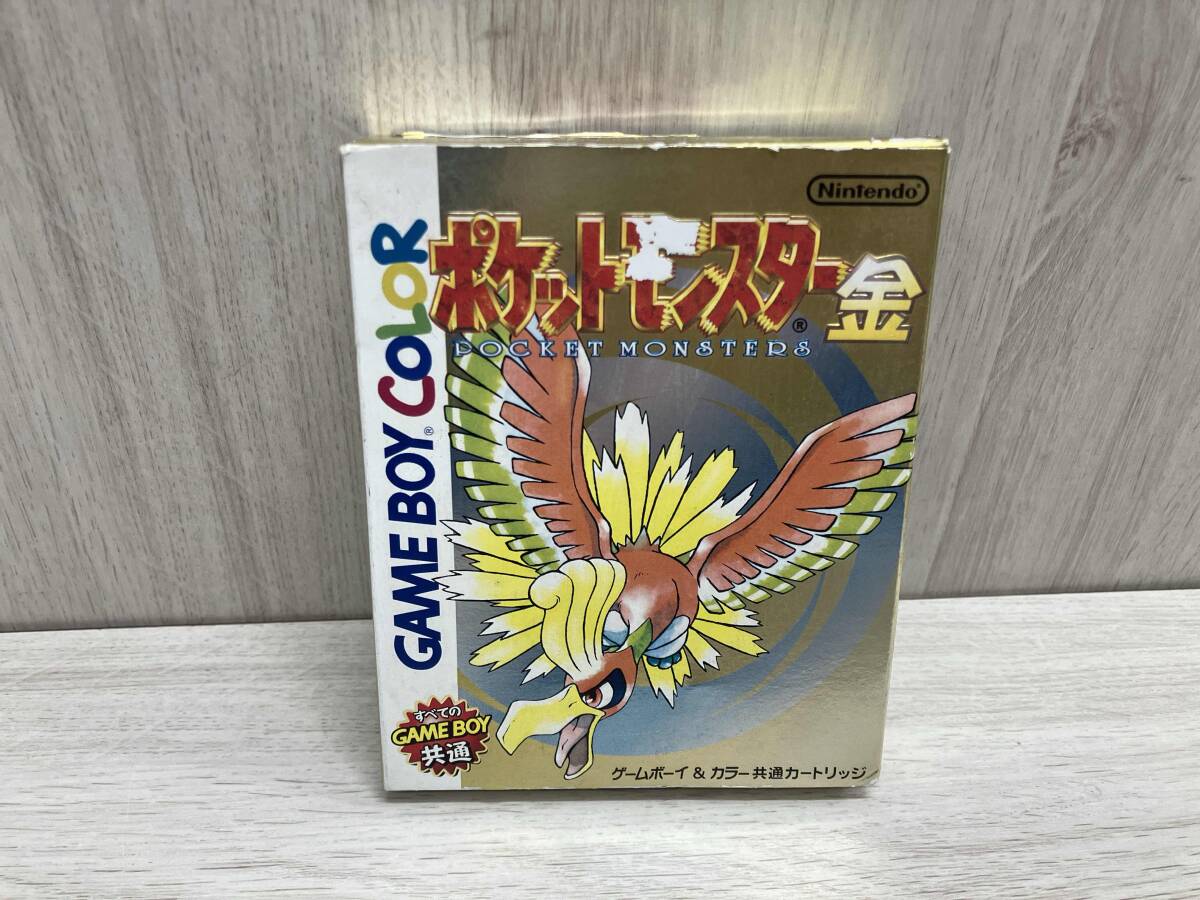 Nintendo®
ポケットモンスター®金
POCKET MONSTERS
GAME BOY® COLOR
すべての
GAME BOY
共通
ゲームボーイ & カラー共通カートリッジ